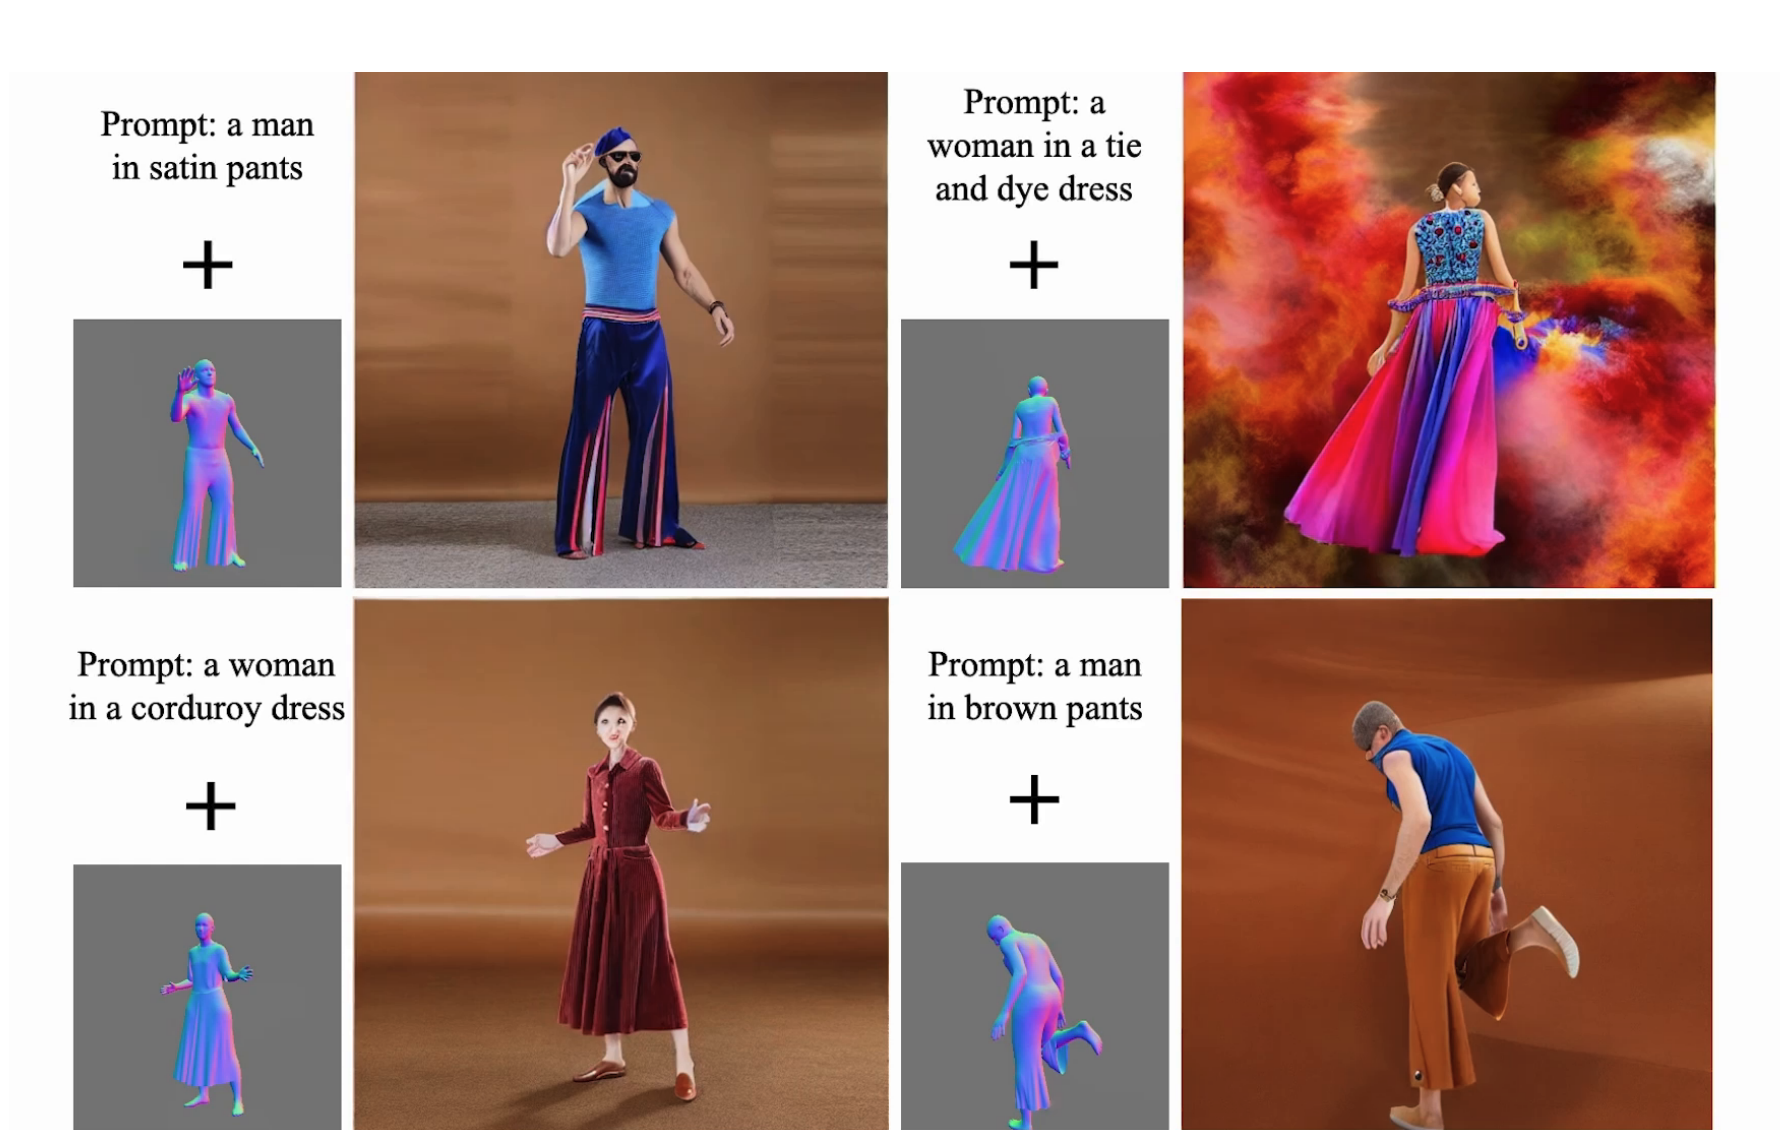 Prompt: a man
in satin pants
+
Prompt: a
woman in a tie
and dye dress
+
Prompt: a woman
in a corduroy dress
+
Prompt: a man
in brown pants
+